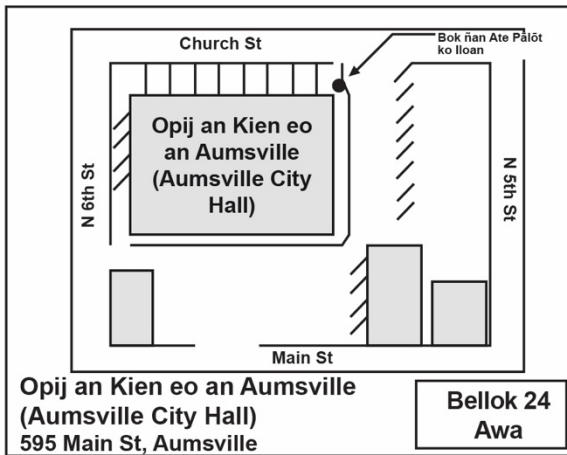 Church St
Bok ñan Ate Pālōt
ko Iloan
Opij an Kien eo
an Aumsville
(Aumsville City
Hall)
N 6th St
N 5th St
Main St
Opij an Kien eo an Aumsville
(Aumsville City Hall)
595 Main St, Aumsville
Bellok 24
Awa